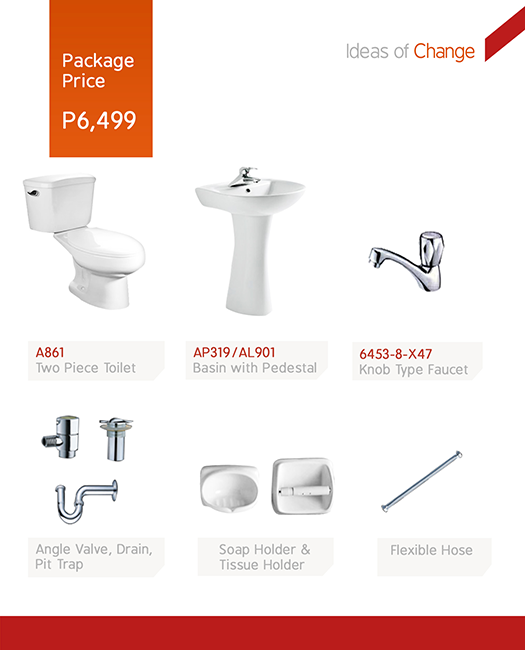 Package
Price
P6,499
Ideas of Change
A861
Two Piece Toilet
AP319/AL901
Basin with Pedestal
6453-8-X47
Knob Type Faucet
Angle Valve, Drain,
Pit Trap
Soap Holder &
Tissue Holder
Flexible Hose